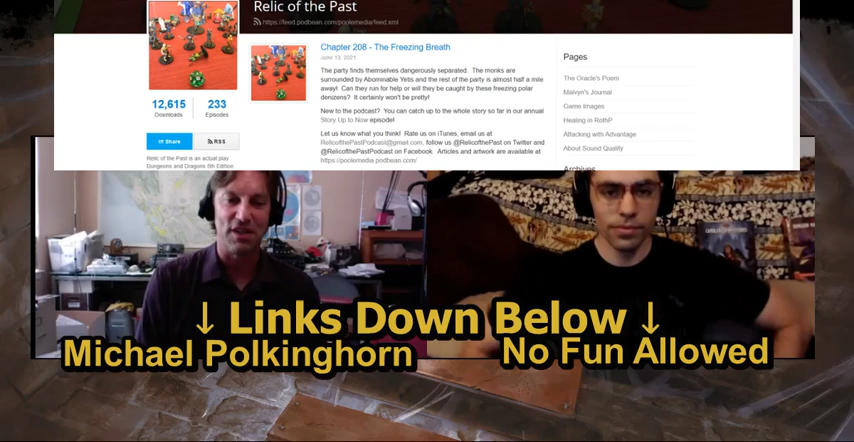 Relic of the Past
https://feed.podbean.com/poolemedia/feed.xml
12,615
Downloads
233
Episodes
Share
RSS
Relic of the Past is an actual play
Dungeons and Dragons 5th Edition
Chapter 208 - The Freezing Breath
June 13, 2021
The party finds themselves dangerously separated. The monks are
surrounded by Abominable Yetis and the rest of the party is almost half a mile
away! Can they run for help or will they be caught by these freezing polar
denizens? It certainly won't be pretty!
New to the podcast? You can catch up to the whole story so far in our annual
Story Up to Now episode!
Let us know what you think! Rate us on iTunes, email us at
RelicofthePastPodcast@gmail.com, follow us @RelicofthePast on Twitter and
@RelicofthePastPodcast on Facebook. Articles and artwork are available at
https://poolemedia.podbean.com/
Pages
The Oracle's Poem
Malvyn's Journal
Game Images
Healing in RothP
Attacking with Advantage
About Sound Quality
Archives
↓ Links Down Below ↓
Michael Polkinghorn
No Fun Allowed